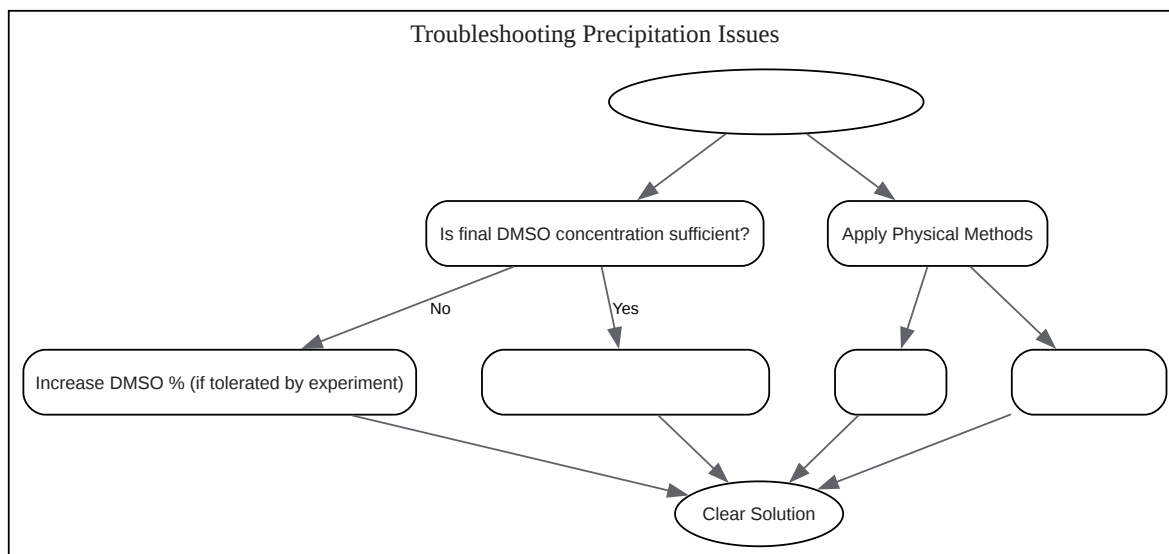 Troubleshooting Precipitation Issues
Is final DMSO concentration sufficient?
Apply Physical Methods
No
Yes
Increase DMSO % (if tolerated by experiment)
Clear Solution